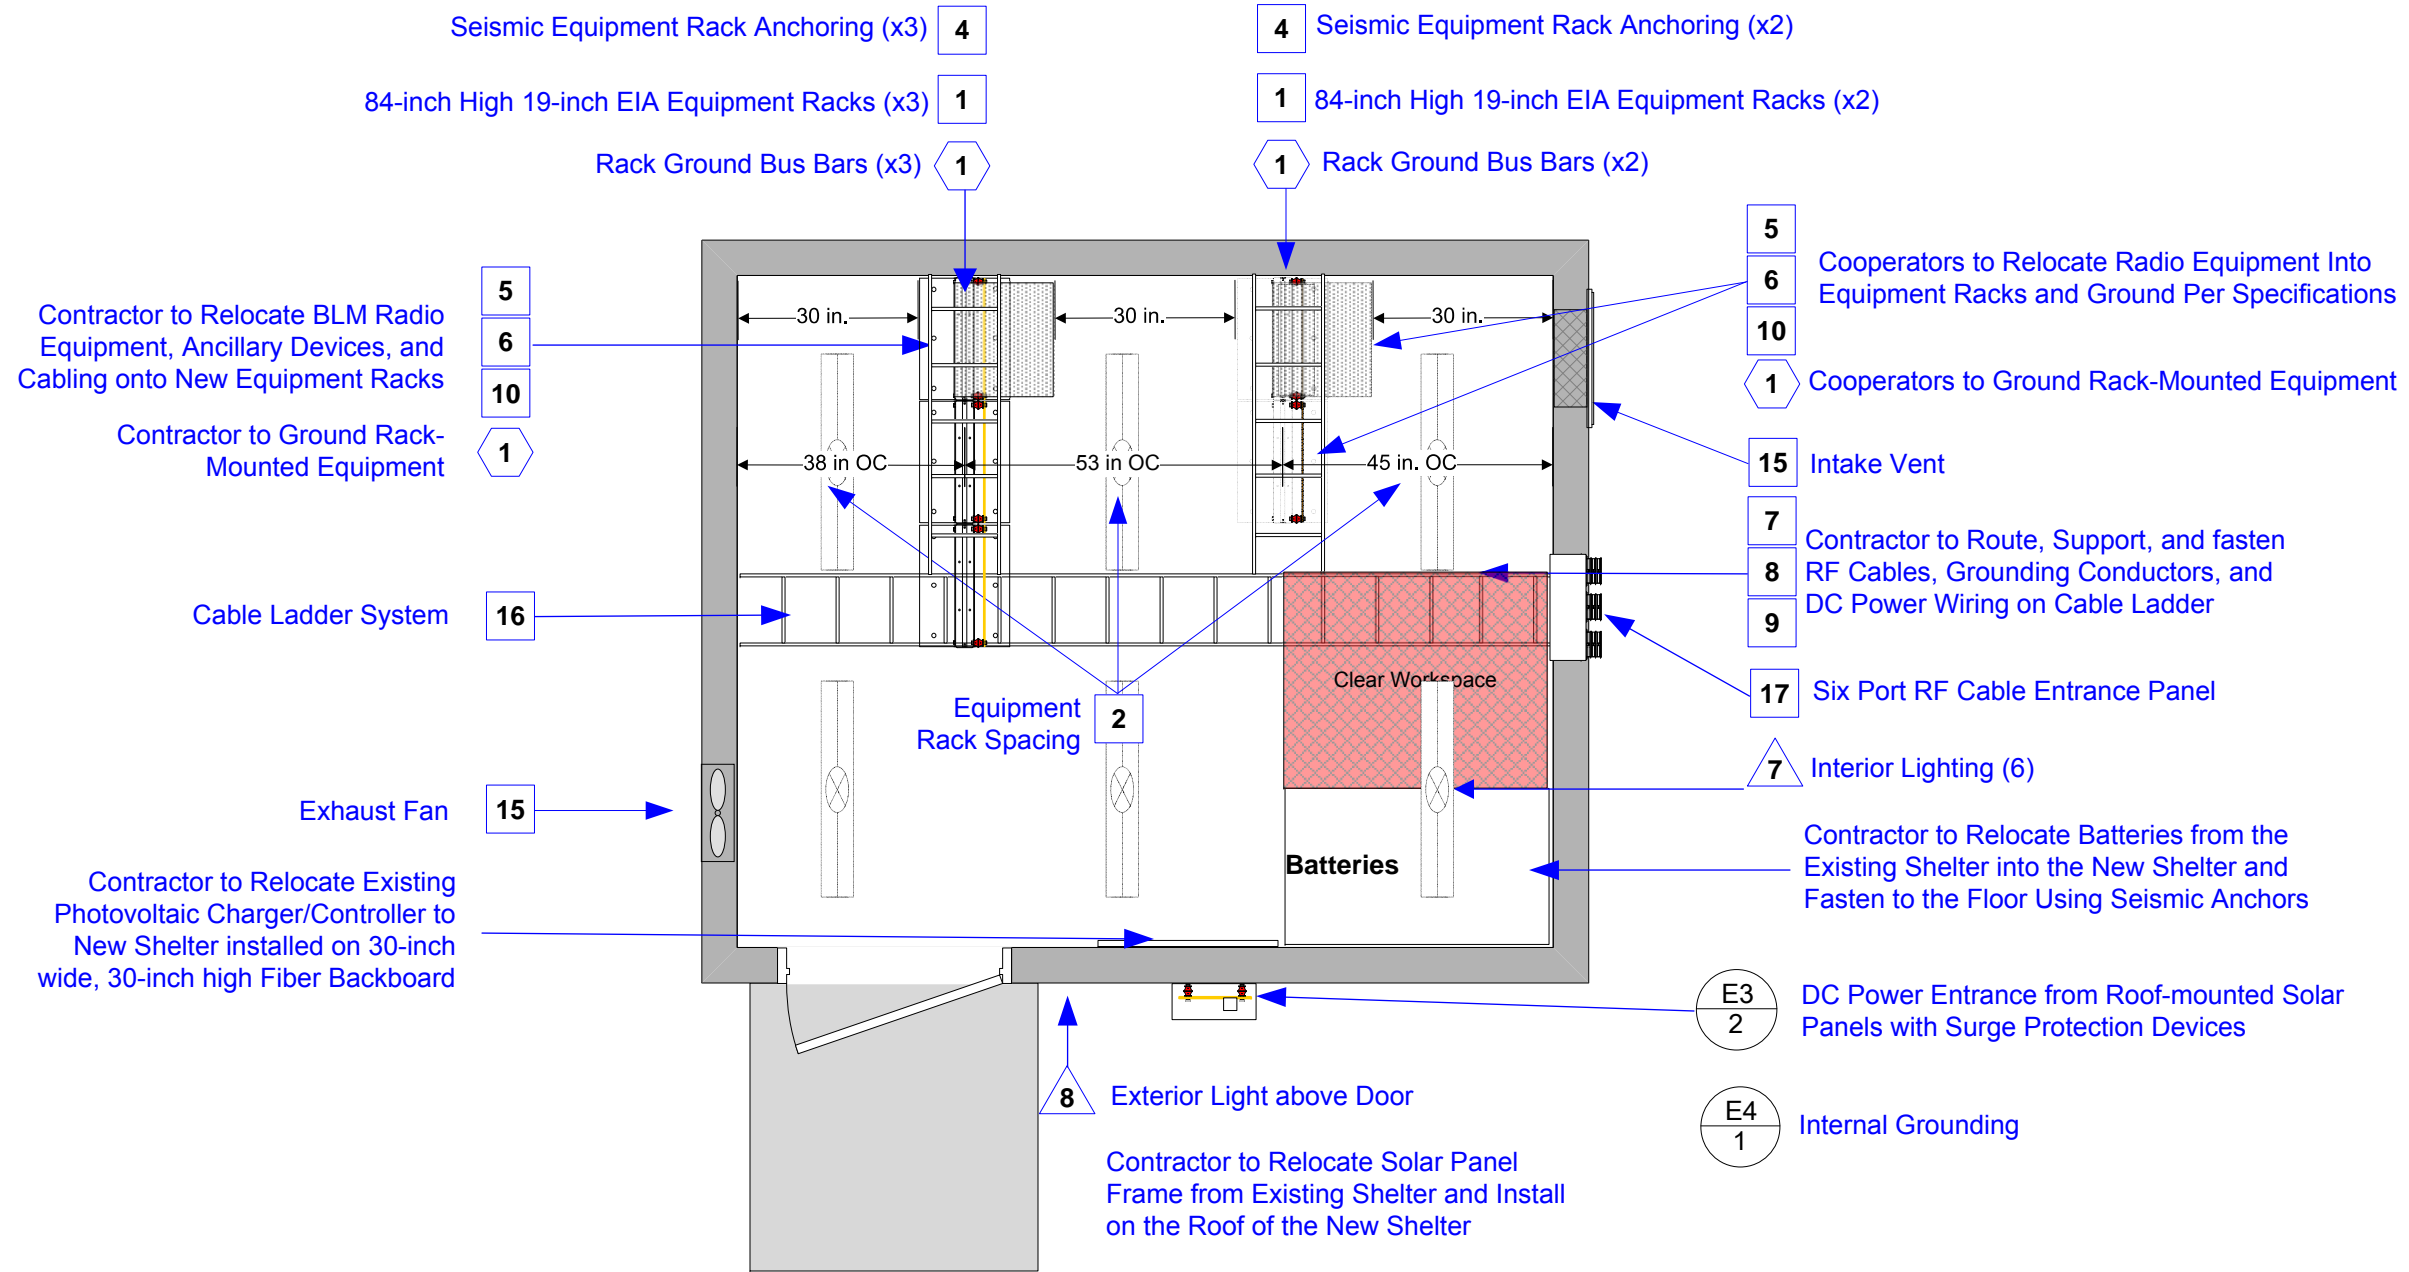 Seismic Equipment Rack Anchoring (x3)
4
4
Seismic Equipment Rack Anchoring (x2)
84-inch High 19-inch EIA Equipment Racks (x3)
1
1
84-inch High 19-inch EIA Equipment Racks (x2)
Rack Ground Bus Bars (x3)
1
1
Rack Ground Bus Bars (x2)
5
6
10
Contractor to Relocate BLM Radio
Equipment, Ancillary Devices, and
Cabling onto New Equipment Racks
Contractor to Ground Rack-
Mounted Equipment
1
30 in.
30 in.
30 in.
38 in OC
53 in OC
45 in. OC
5
6
10
Cooperators to Relocate Radio Equipment Into
Equipment Racks and Ground Per Specifications
1
Cooperators to Ground Rack-Mounted Equipment
15
Intake Vent
7
8
9
Contractor to Route, Support, and fasten
RF Cables, Grounding Conductors, and
DC Power Wiring on Cable Ladder
Cable Ladder System
16
Clear Workspace
17
Six Port RF Cable Entrance Panel
Equipment
Rack Spacing
2
7
Interior Lighting (6)
Exhaust Fan
15
Batteries
Contractor to Relocate Batteries from the
Existing Shelter into the New Shelter and
Fasten to the Floor Using Seismic Anchors
Contractor to Relocate Existing
Photovoltaic Charger/Controller to
New Shelter installed on 30-inch
wide, 30-inch high Fiber Backboard
E3
2
DC Power Entrance from Roof-mounted Solar
Panels with Surge Protection Devices
8
Exterior Light above Door
E4
1
Internal Grounding
Contractor to Relocate Solar Panel
Frame from Existing Shelter and Install
on the Roof of the New Shelter